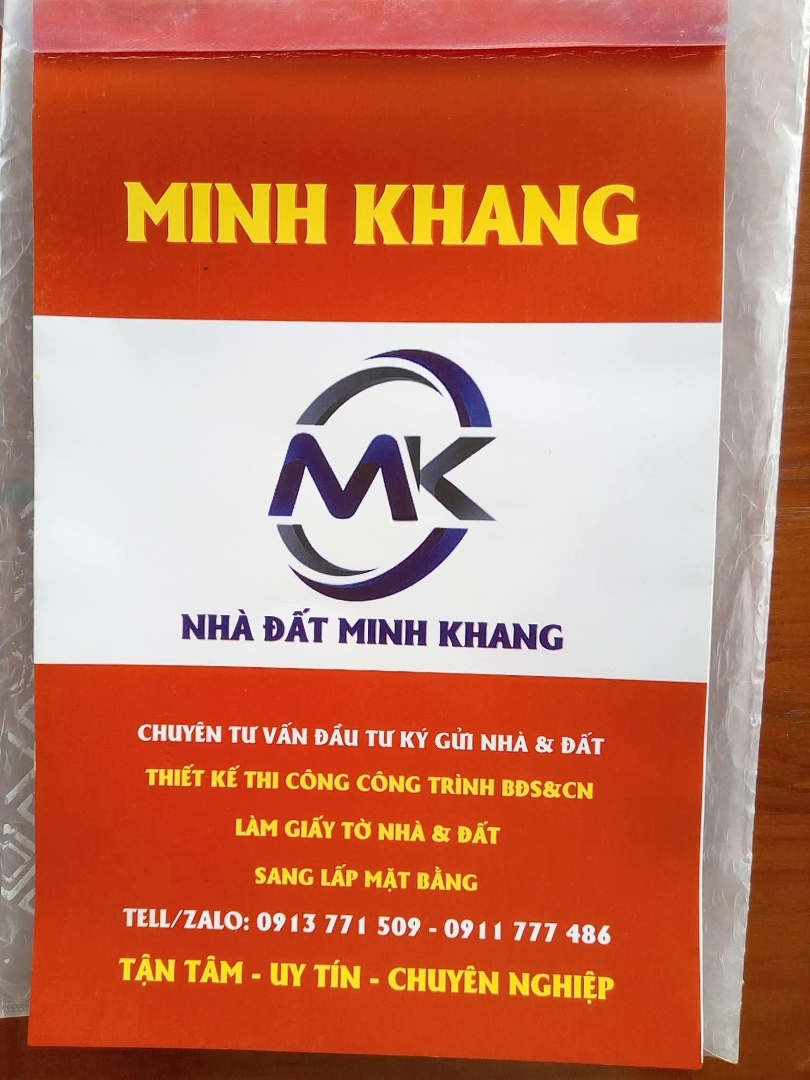 MINH KHANG
MK
NHÀ ĐẤT MINH KHANG
CHUYÊN TƯ VẤN ĐẦU TƯ KÝ GỬI NHÀ & ĐẤT
THIẾT KẾ THI CÔNG CÔNG TRÌNH BĐS&CN
LÀM GIẤY TỜ NHÀ & ĐẤT
SANG LẤP MẶT BẰNG
TELL/ZALO: 0913 771 509 - 0911 777 486
TẬN TÂM - UY TÍN - CHUYÊN NGHIỆP